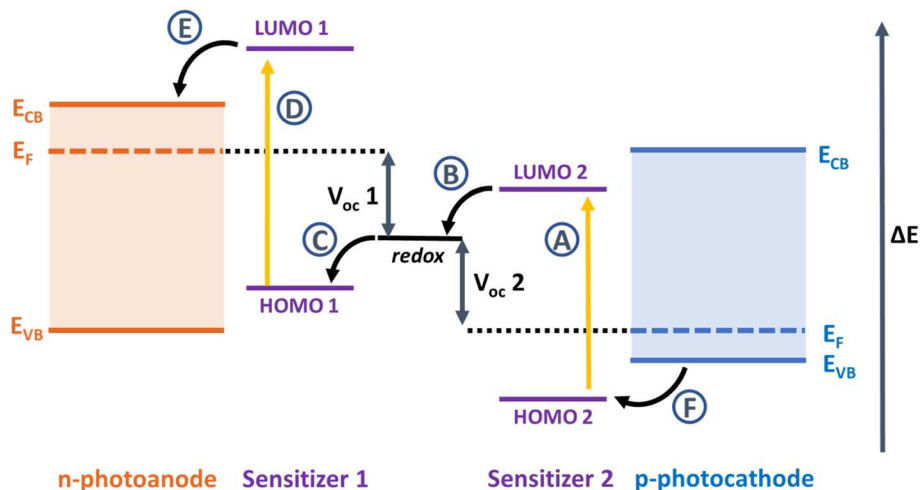 LUMO 1
E
E_CB
D
E_F
E_CB
B
LUMO 2
V_oc 1
C
A
ΔE
redox
HOMO 1
V_oc 2
E_VB
E_F
E_VB
HOMO 2
F
n-photoanode Sensitizer 1 Sensitizer 2 p-photocathode